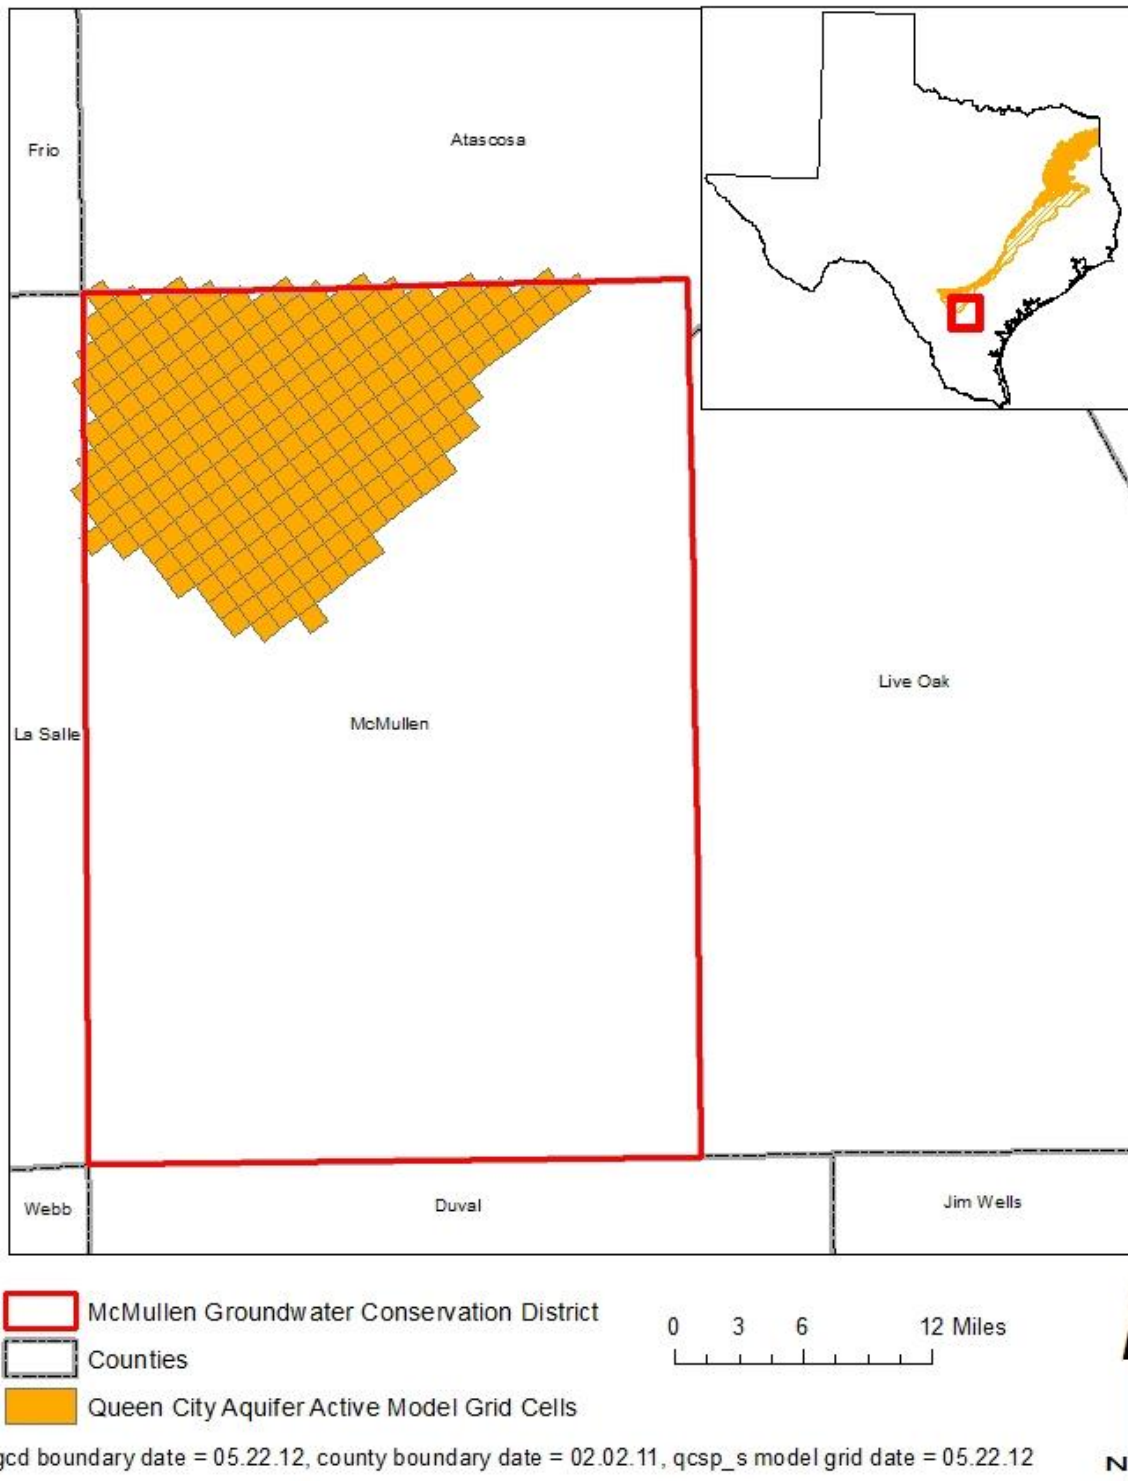 Frio
Atascosa
Live Oak
La Salle
McMullen
Webb
Duval
Jim Wells
McMullen Groundwater Conservation District
0 3 6 12 Miles
Counties
Queen City Aquifer Active Model Grid Cells
gcd boundary date = 05.22.12, county boundary date = 02.02.11, qcsp_s model grid date = 05.22.12